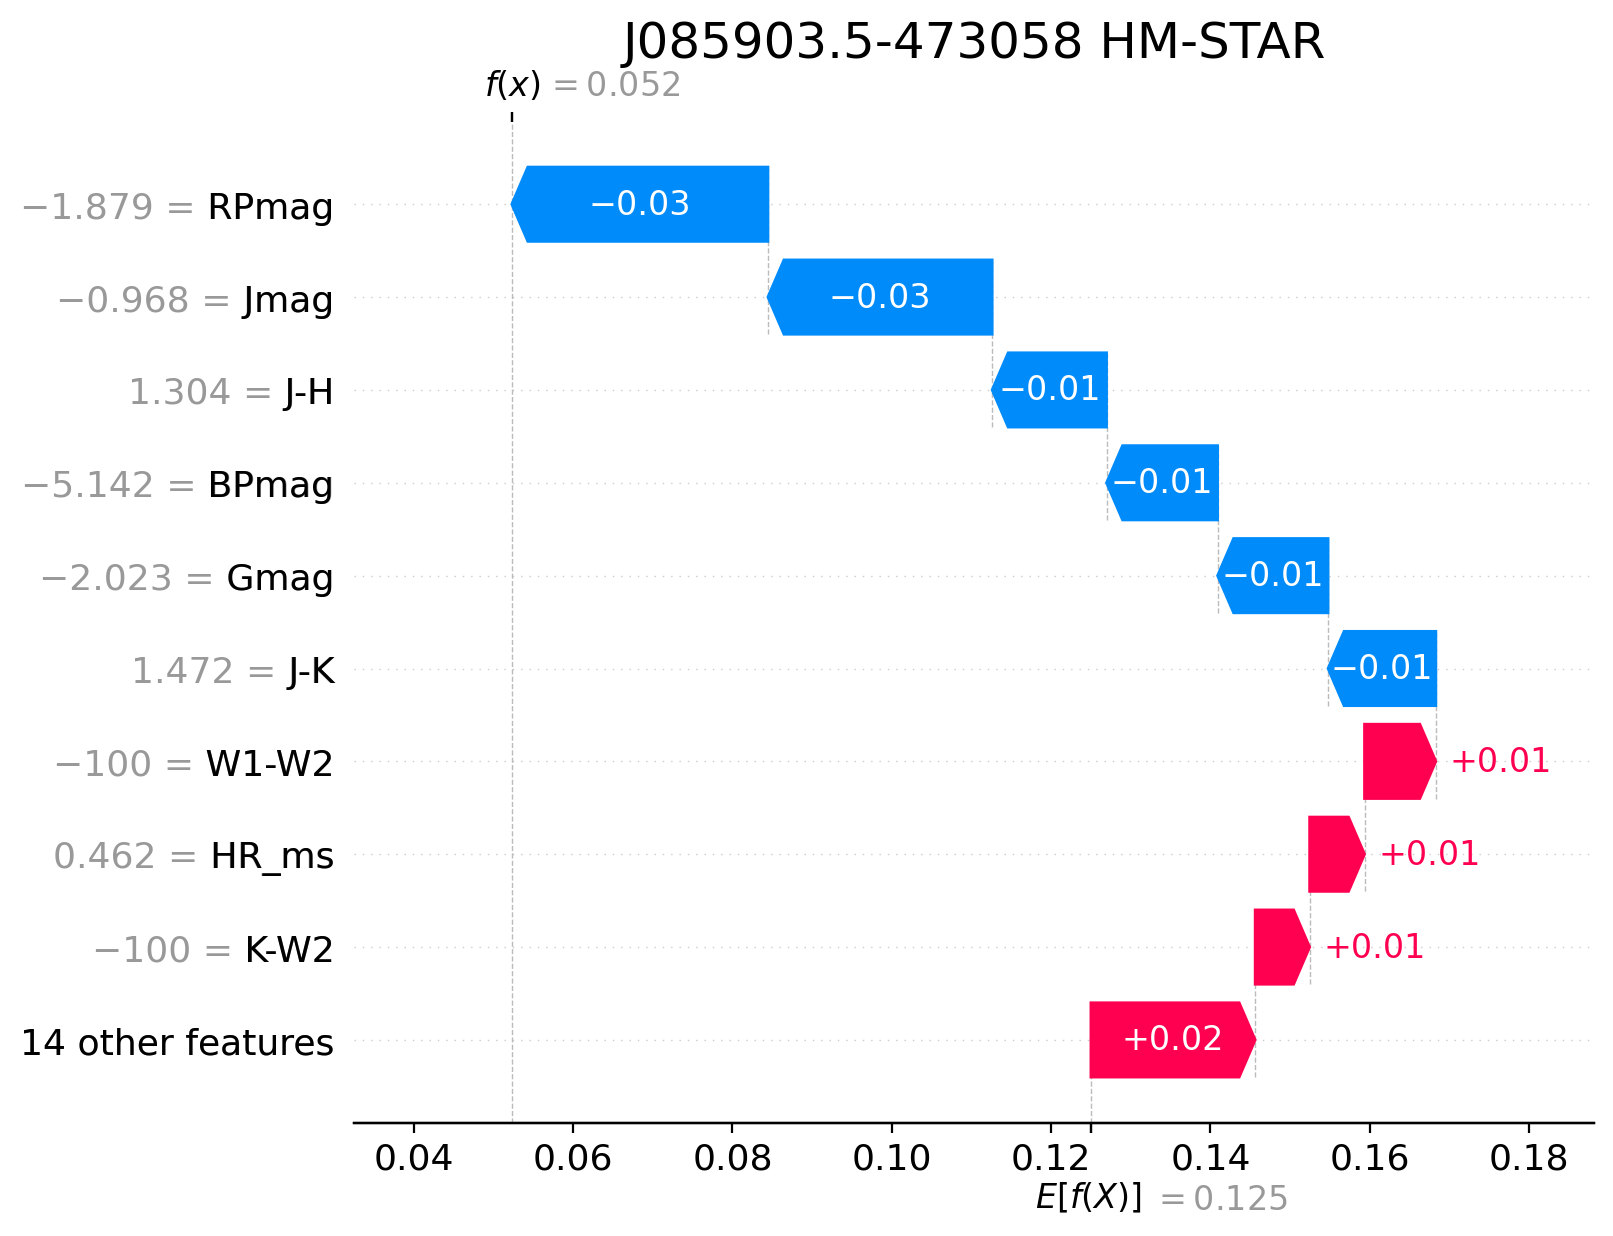 J085903.5-473058 HM-STAR
f(x) = 0.052
−1.879 = RPmag −0.03
−0.968 = Jmag −0.03
1.304 = J-H −0.01
−5.142 = BPmag −0.01
−2.023 = Gmag −0.01
1.472 = J-K −0.01
−100 = W1-W2 +0.01
0.462 = HR_ms +0.01
−100 = K-W2 +0.01
14 other features +0.02
0.04 0.06 0.08 0.10 0.12 0.14 0.16 0.18
E[f(X)] = 0.125